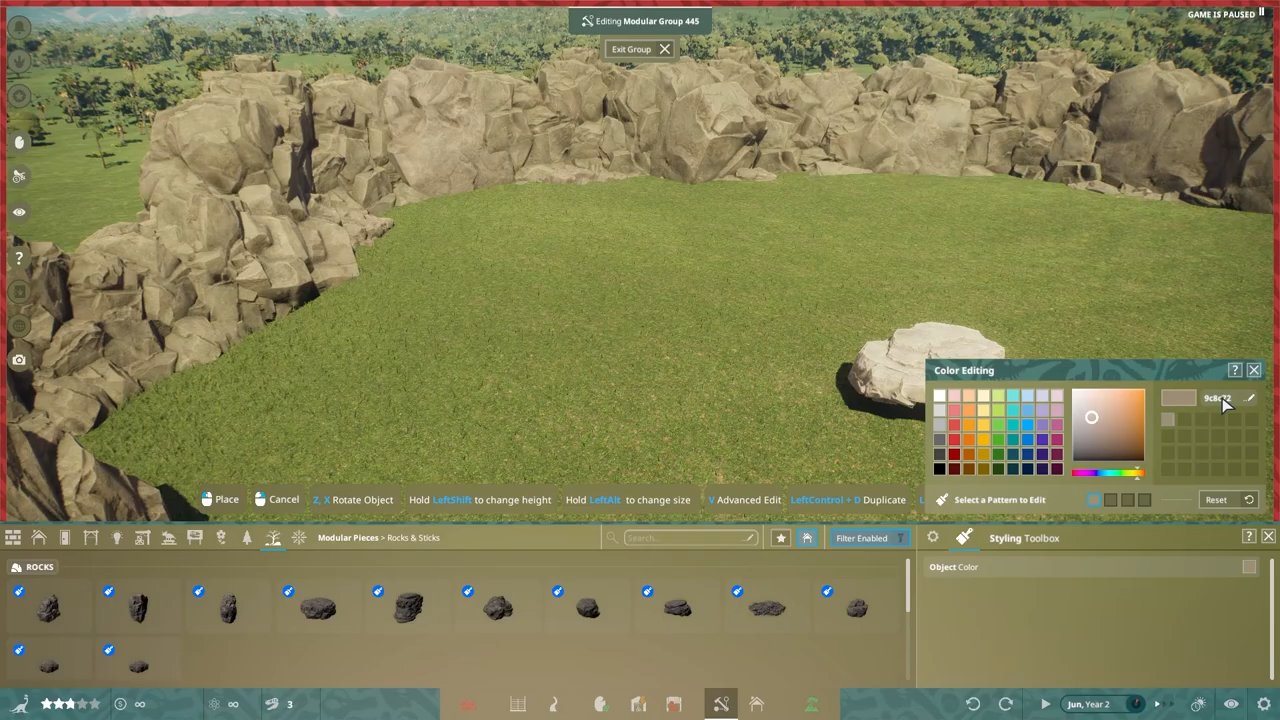 Editing Modular Group 445
GAME IS PAUSED
Exit Group
?
Color Editing
?
Place
Cancel
Z, X Rotate Object
Hold LeftShift to change height
Hold LeftAlt to change size
V Advanced Edit
LeftControl + D Duplicate
Select a Pattern to Edit
Reset
Modular Pieces > Rocks & Sticks
Search...
Filter Enabled
Styling Toolbox
?
ROCKS
Object Color
3
Jun, Year 2